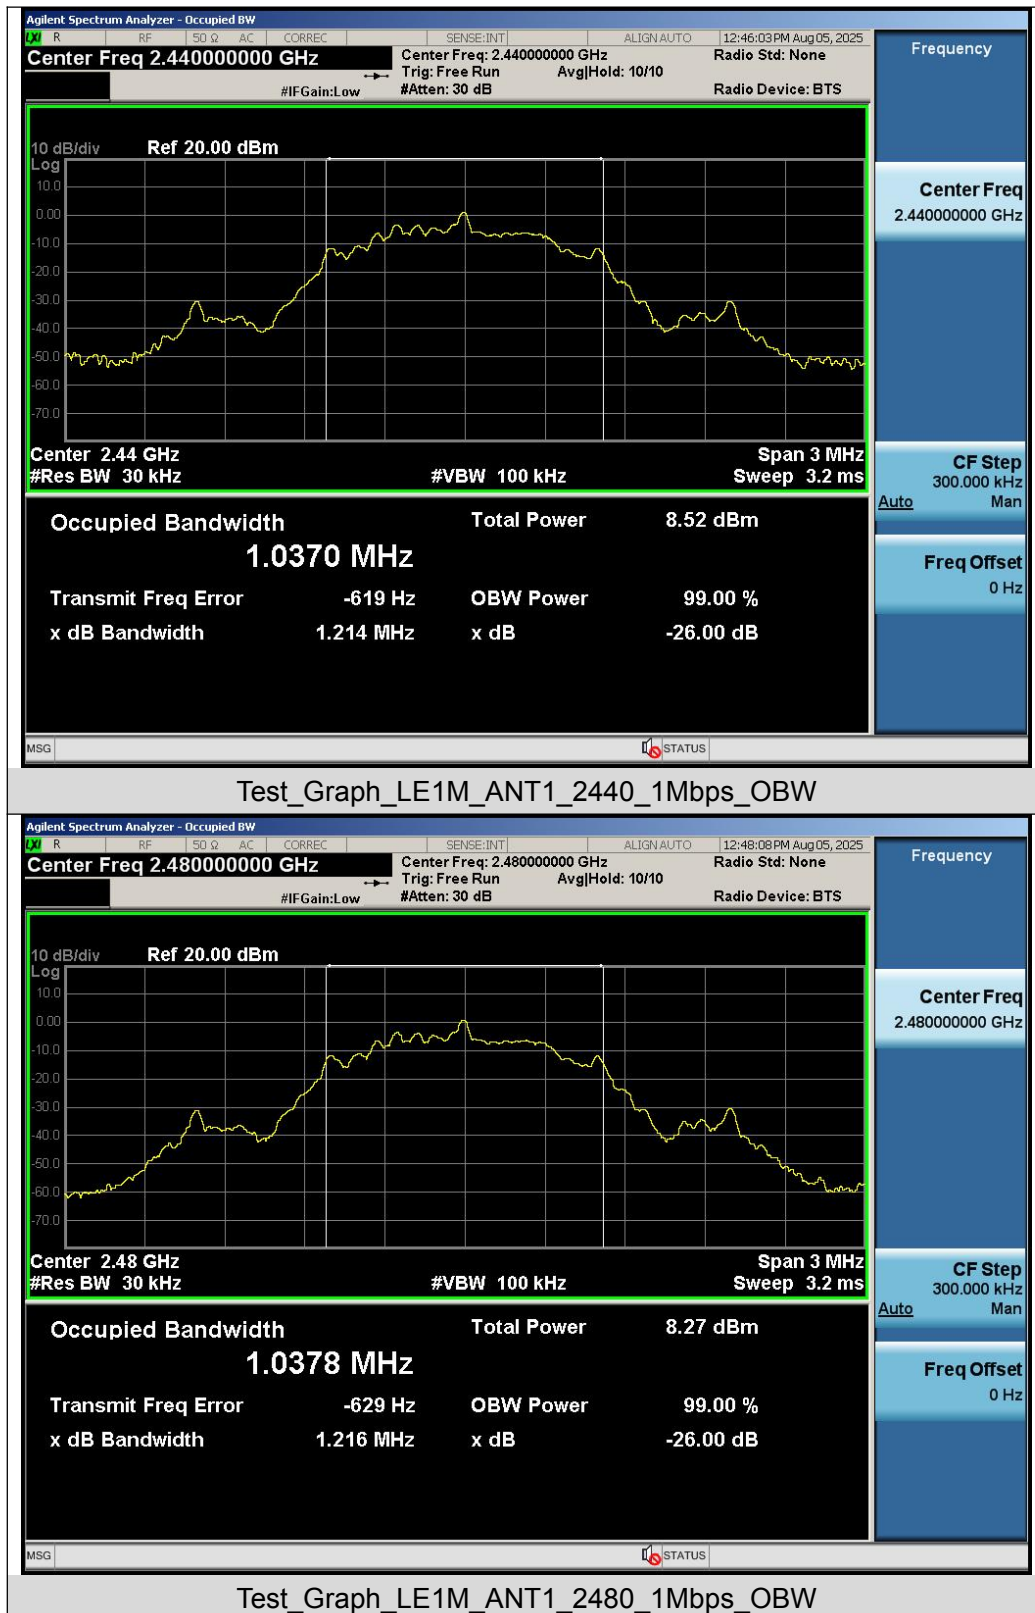 Agilent Spectrum Analyzer - Occupied BW
LXI R RF 50 Ω AC CORREC SENSE:INT ALIGN AUTO 12:46:03 PM Aug 05, 2025
Center Freq 2.440000000 GHz
Center Freq: 2.440000000 GHz Radio Std: None
Trig: Free Run Avg|Hold: 10/10
#IFGain:Low #Atten: 30 dB Radio Device: BTS
Frequency
10 dB/div Ref 20.00 dBm
Log
10.0
0.00
-10.0
-20.0
-30.0
-40.0
-50.0
-60.0
-70.0
Center Freq
2.440000000 GHz
Center 2.44 GHz Span 3 MHz
#Res BW 30 kHz #VBW 100 kHz Sweep 3.2 ms
CF Step
300.000 kHz
Auto Man
Occupied Bandwidth Total Power 8.52 dBm
1.0370 MHz
Transmit Freq Error -619 Hz OBW Power 99.00 %
x dB Bandwidth 1.214 MHz x dB -26.00 dB
Freq Offset
0 Hz
MSG STATUS
Test_Graph_LE1M_ANT1_2440_1Mbps_OBW
Agilent Spectrum Analyzer - Occupied BW
LXI R RF 50 Ω AC CORREC SENSE:INT ALIGN AUTO 12:48:08 PM Aug 05, 2025
Center Freq 2.480000000 GHz
Center Freq: 2.480000000 GHz Radio Std: None
Trig: Free Run Avg|Hold: 10/10
#IFGain:Low #Atten: 30 dB Radio Device: BTS
Frequency
10 dB/div Ref 20.00 dBm
Log
10.0
0.00
-10.0
-20.0
-30.0
-40.0
-50.0
-60.0
-70.0
Center Freq
2.480000000 GHz
Center 2.48 GHz Span 3 MHz
#Res BW 30 kHz #VBW 100 kHz Sweep 3.2 ms
CF Step
300.000 kHz
Auto Man
Occupied Bandwidth Total Power 8.27 dBm
1.0378 MHz
Transmit Freq Error -629 Hz OBW Power 99.00 %
x dB Bandwidth 1.216 MHz x dB -26.00 dB
Freq Offset
0 Hz
MSG STATUS
Test_Graph_LE1M_ANT1_2480_1Mbps_OBW